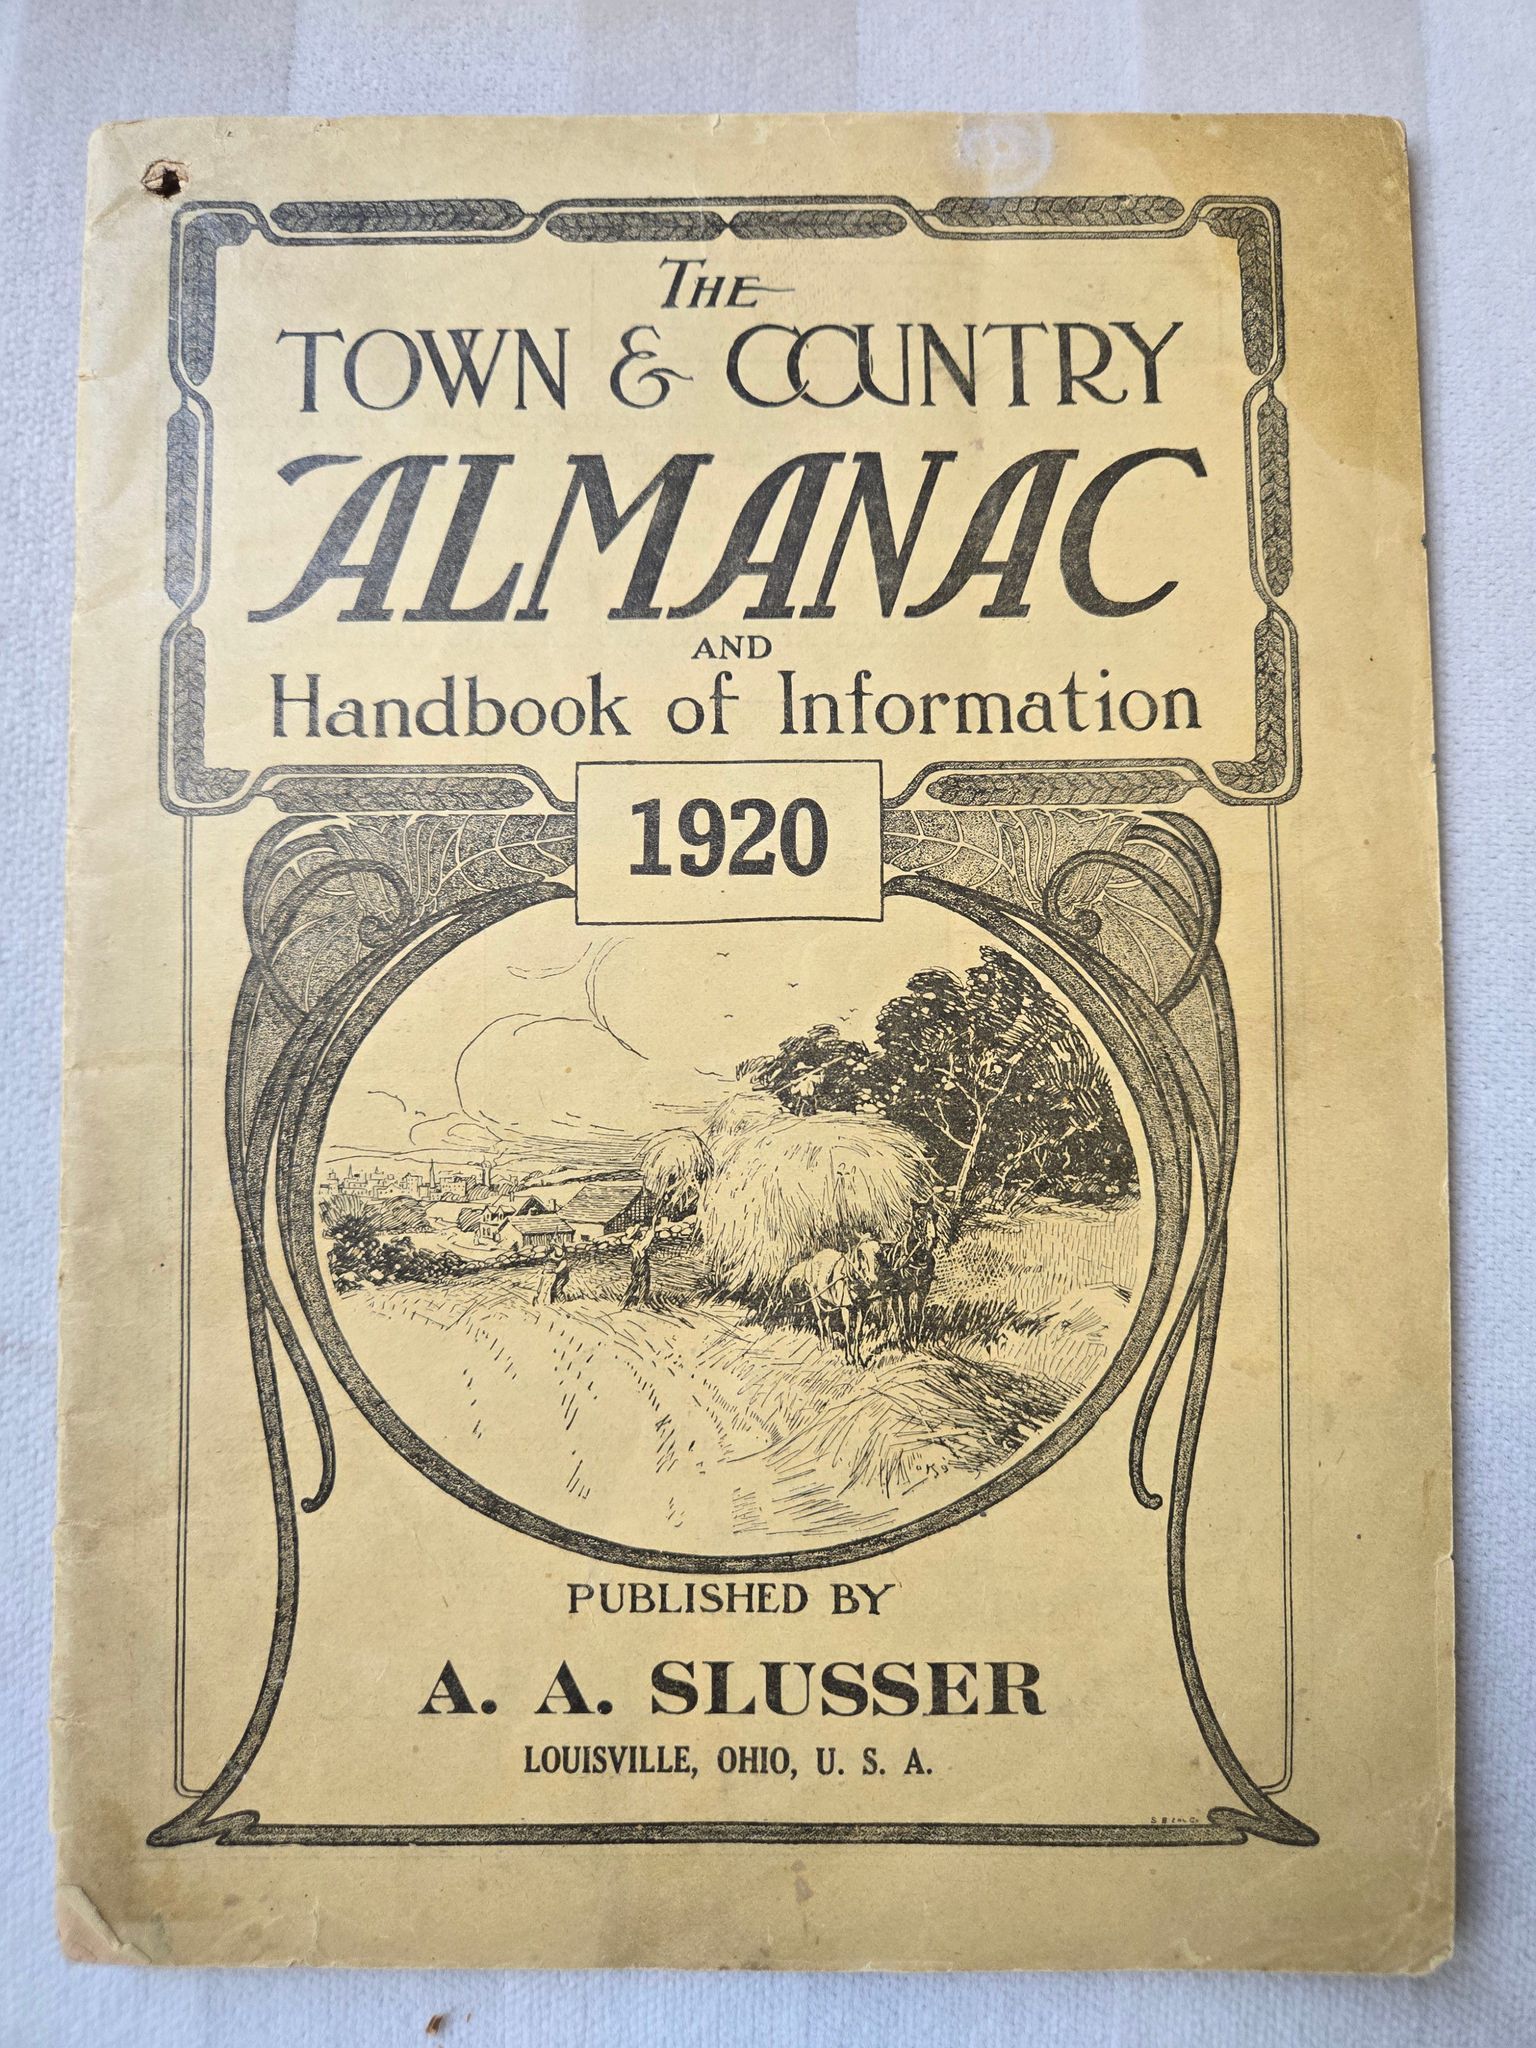 THE
TOWN & COUNTRY
ALMANAC
AND
Handbook of Information
1920
PUBLISHED BY
A. A. SLUSSER
LOUISVILLE, OHIO, U. S. A.